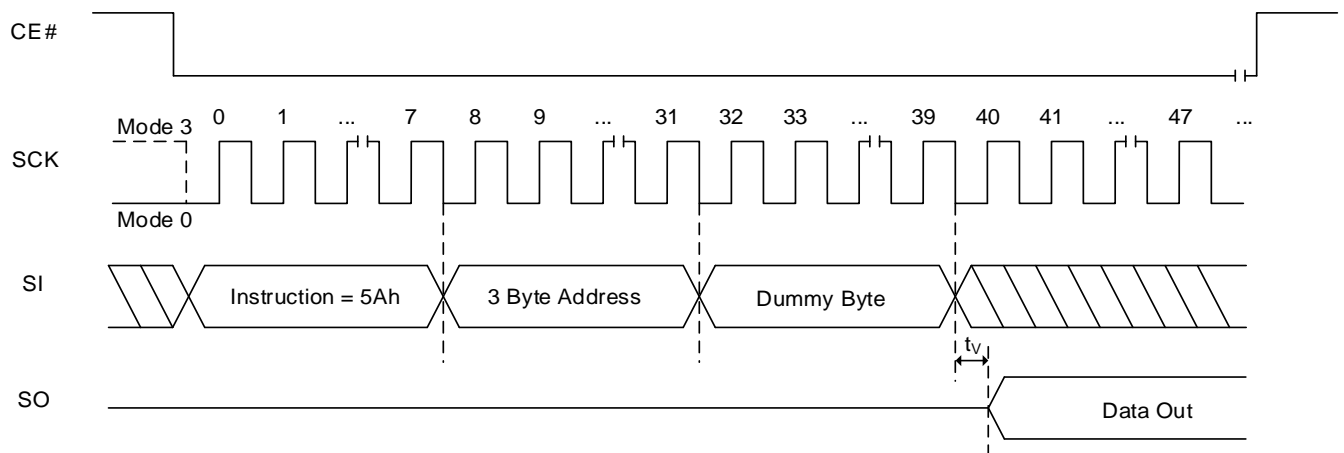 CE#
0 1 ... 7 8 9 ... 31 32 33 ... 39 40 41 ... 47 ...
Mode 3
SCK
Mode 0
SI
Instruction = 5Ah
3 Byte Address
Dummy Byte
tV
SO
Data Out